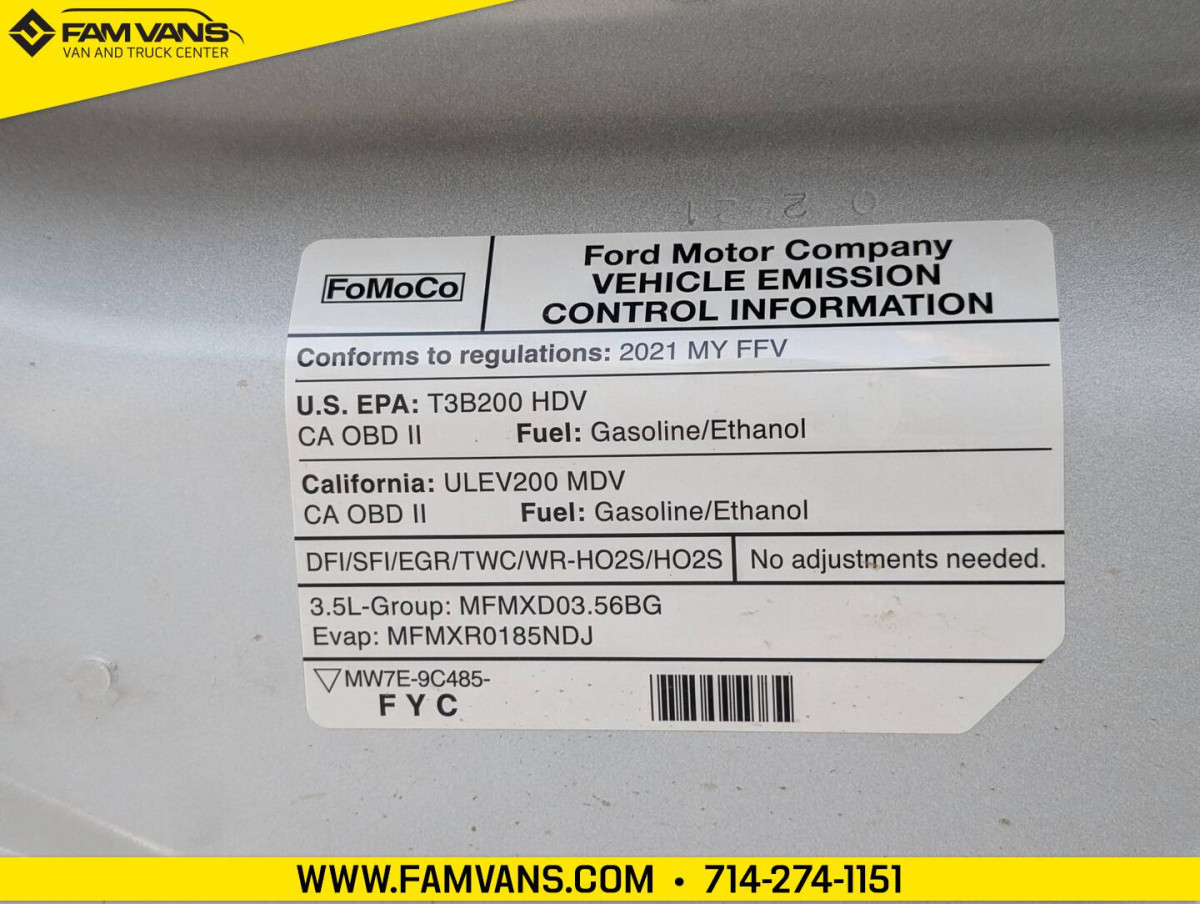 FAM VANS
VAN AND TRUCK CENTER
FoMoCo
Ford Motor Company
VEHICLE EMISSION
CONTROL INFORMATION
Conforms to regulations: 2021 MY FFV
U.S. EPA: T3B200 HDV
CA OBD II Fuel: Gasoline/Ethanol
California: ULEV200 MDV
CA OBD II Fuel: Gasoline/Ethanol
DFI/SFI/EGR/TWC/WR-HO2S/HO2S No adjustments needed.
3.5L-Group: MFMXD03.56BG
Evap: MFMXR0185NDJ
MW7E-9C485-
F Y C
WWW.FAMVANS.COM • 714-274-1151